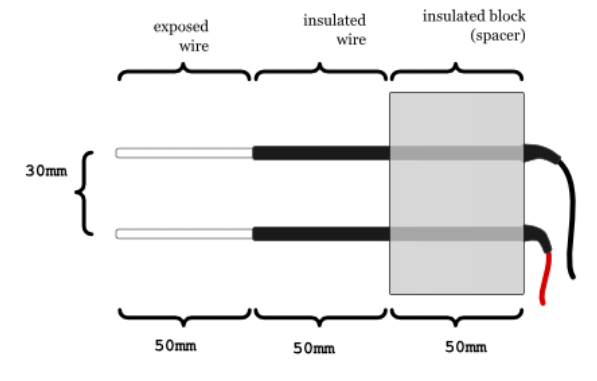 exposed
wire
insulated
wire
insulated block
(spacer)
30mm
50mm
50mm
50mm